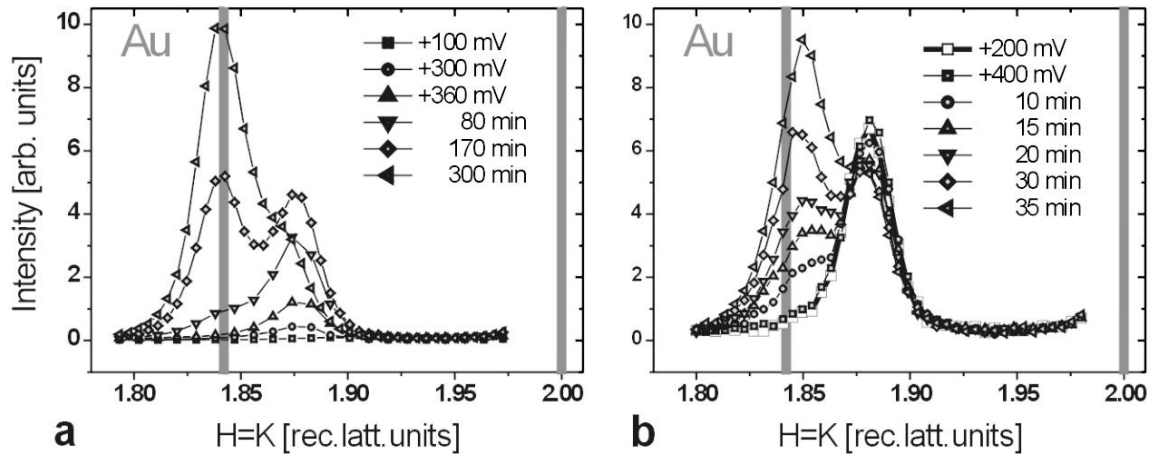 Au
+100 mV
+300 mV
+360 mV
80 min
170 min
300 min
10
8
6
4
2
0
Intensity [arb. units]
1.80 1.85 1.90 1.95 2.00
H=K [rec.latt.units]
a
Au
+200 mV
+400 mV
10 min
15 min
20 min
30 min
35 min
10
8
6
4
2
0
1.80 1.85 1.90 1.95 2.00
H=K [rec.latt.units]
b